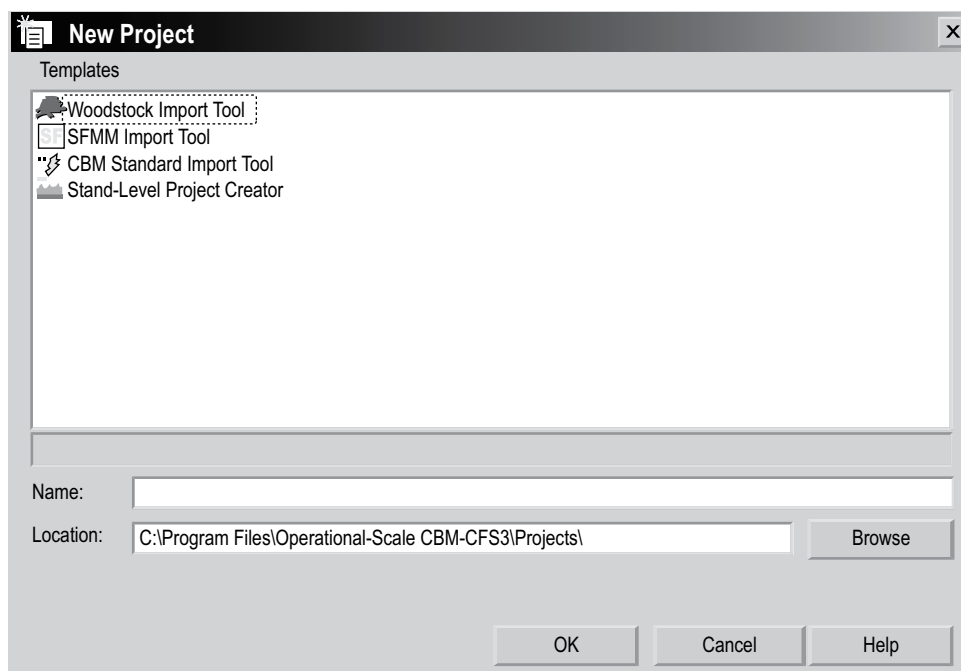 New Project
X
Templates
Woodstock Import Tool
SF SFMM Import Tool
CBM Standard Import Tool
Stand-Level Project Creator
Name:
Location: C:\Program Files\Operational-Scale CBM-CFS3\Projects\ Browse
OK Cancel Help